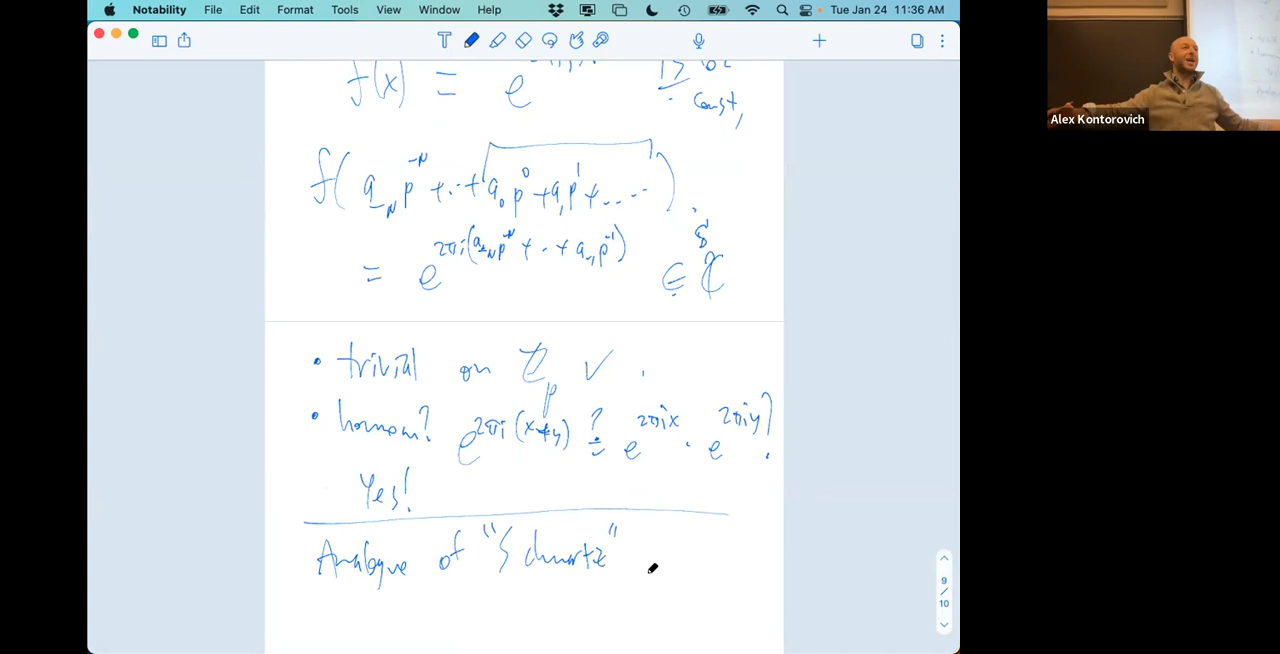 Notability File Edit Format Tools View Window Help Tue Jan 24 11:36 AM
Alex Kontorovich
f(x) = e
const,
f( a_{-N} p^{-N} + .. + a_0 p^0 + a_1 p^1 + .... ) .
= e^{2πi(a_{-N} p^{-N} + .. + a_{-1} p^{-1})} ∈ ℂ
• trivial on ℤ_p ✓ .
• homom? e^{2πi(x+y)} ?= e^{2πix} · e^{2πiy} ?
Yes!
Analogue of "Schwartz"
9
/
10